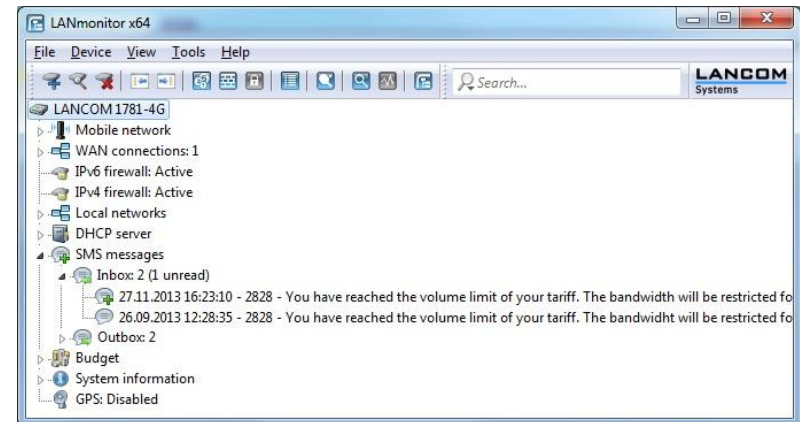 LANmonitor x64
File Device View Tools Help
Search...
LANCOM
Systems
LANCOM 1781-4G
Mobile network
WAN connections: 1
IPv6 firewall: Active
IPv4 firewall: Active
Local networks
DHCP server
SMS messages
Inbox: 2 (1 unread)
27.11.2013 16:23:10 - 2828 - You have reached the volume limit of your tariff. The bandwidth will be restricted fo
26.09.2013 12:28:35 - 2828 - You have reached the volume limit of your tariff. The bandwidht will be restricted fo
Outbox: 2
Budget
System information
GPS: Disabled